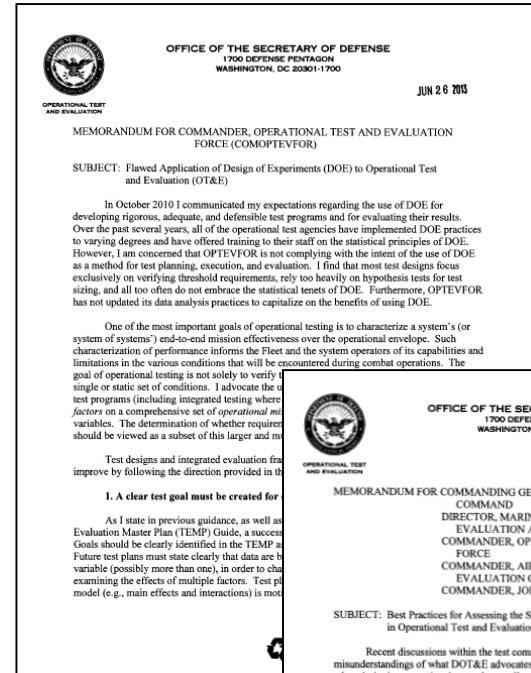 OFFICE OF THE SECRETARY OF DEFENSE
1700 DEFENSE PENTAGON
WASHINGTON, DC 20301-1700
JUN 26 2013
OPERATIONAL TEST
AND EVALUATION
MEMORANDUM FOR COMMANDER, OPERATIONAL TEST AND EVALUATION
FORCE (COMOPTEVFOR)
SUBJECT: Flawed Application of Design of Experiments (DOE) to Operational Test
and Evaluation (OT&E)
In October 2010 I communicated my expectations regarding the use of DOE for
developing rigorous, adequate, and defensible test programs and for evaluating their results.
Over the past several years, all of the operational test agencies have implemented DOE practices
to varying degrees and have offered training to their staff on the statistical principles of DOE.
However, I am concerned that OPTEVFOR is not complying with the intent of the use of DOE
as a method for test planning, execution, and evaluation. I find that most test designs focus
exclusively on verifying threshold requirements, rely too heavily on hypothesis tests for test
sizing, and all too often do not embrace the statistical tenets of DOE. Furthermore, OPTEVFOR
has not updated its data analysis practices to capitalize on the benefits of using DOE.
One of the most important goals of operational testing is to characterize a system's (or
system of systems') end-to-end mission effectiveness over the operational envelope. Such
characterization of performance informs the Fleet and the system operators of its capabilities and
limitations in the various conditions that will be encountered during combat operations. The
goal of operational testing is not solely to verify
single or static set of conditions. I advocate the
test programs (including integrated testing where
factors on a comprehensive set of operational
variables. The determination of whether
should be viewed as a subset of this larger and
Test designs and integrated evaluation
improve by following the direction provided in
1. A clear test goal must be created for
As I state in previous guidance, as well as
Evaluation Master Plan (TEMP) Guide, a
Goals should be clearly identified in the TEMP
Future test plans must state clearly that data are
variable (possibly more than one), in order to
examining the effects of multiple factors. Test
model (e.g., main effects and interactions) is
OFFICE OF THE
1700
WASHINGTON
OPERATIONAL TEST
AND EVALUATION
MEMORANDUM FOR COMMANDING
COMMAND
DIRECTOR,
EVALUATION
COMMANDER,
FORCE
COMMANDER,
EVALUATION
COMMANDER,
SUBJECT: Best Practices for Assessing the
in Operational Test and
Recent discussions within the test
misunderstandings of what DOT&E advocates